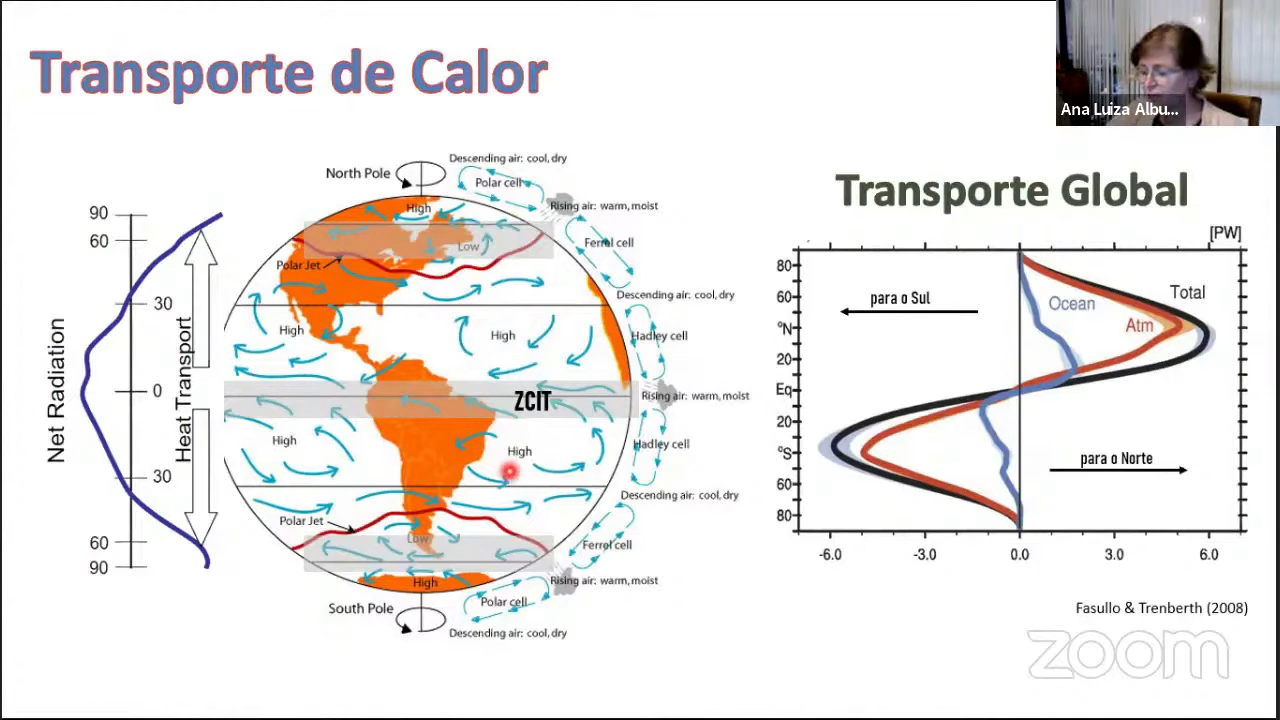 Transporte de Calor
Ana Luiza Albu...
Transporte Global
[PW]
North Pole
Descending air: cool, dry
Polar cell
Rising air: warm, moist
High
Ferrel cell
Low
Polar Jet
Descending air: cool, dry
High
High
Hadley cell
ZCIT
Rising air: warm, moist
High
High
Hadley cell
Descending air: cool, dry
Polar Jet
Low
Ferrel cell
High
Rising air: warm, moist
South Pole
Polar cell
Descending air: cool, dry
Net Radiation
Heat Transport
90
60
30
0
30
60
90
para o Sul
Ocean
Total
Atm
para o Norte
80
60
°N
20
Eq
20
°S
60
80
-6.0
-3.0
0.0
3.0
6.0
Fasullo & Trenberth (2008)
zoom